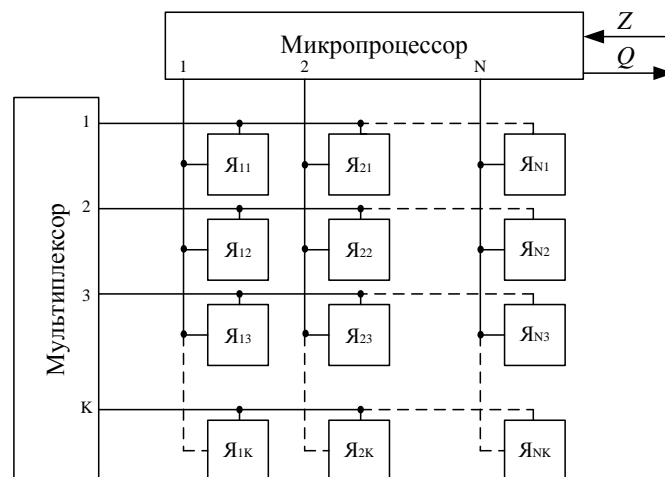 Микропроцессор
Z
Q
1 2 N
Мультиплексор
1
Я11 Я21 ЯN1
2
Я12 Я22 ЯN2
3
Я13 Я23 ЯN3
K
Я1K Я2K ЯNK